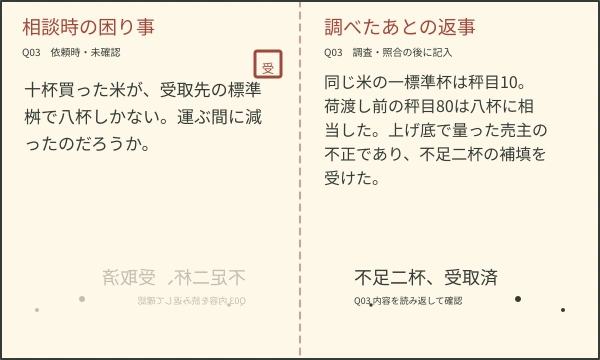 相談時の困り事
Q03 依頼時・未確認
受
十杯買った米が、受取先の標準
桝で八杯しかない。運ぶ間に減
ったのだろうか。
不足二杯、受取済
Q03内容を読み返して確認
調べたあとの返事
Q03 調査・照合の後に記入
同じ米の一標準杯は秤目10。
荷渡し前の秤目80は八杯に相
当した。上げ底で量った売主の
不正であり、不足二杯の補填を
受けた。
不足二杯、受取済
Q03内容を読み返して確認